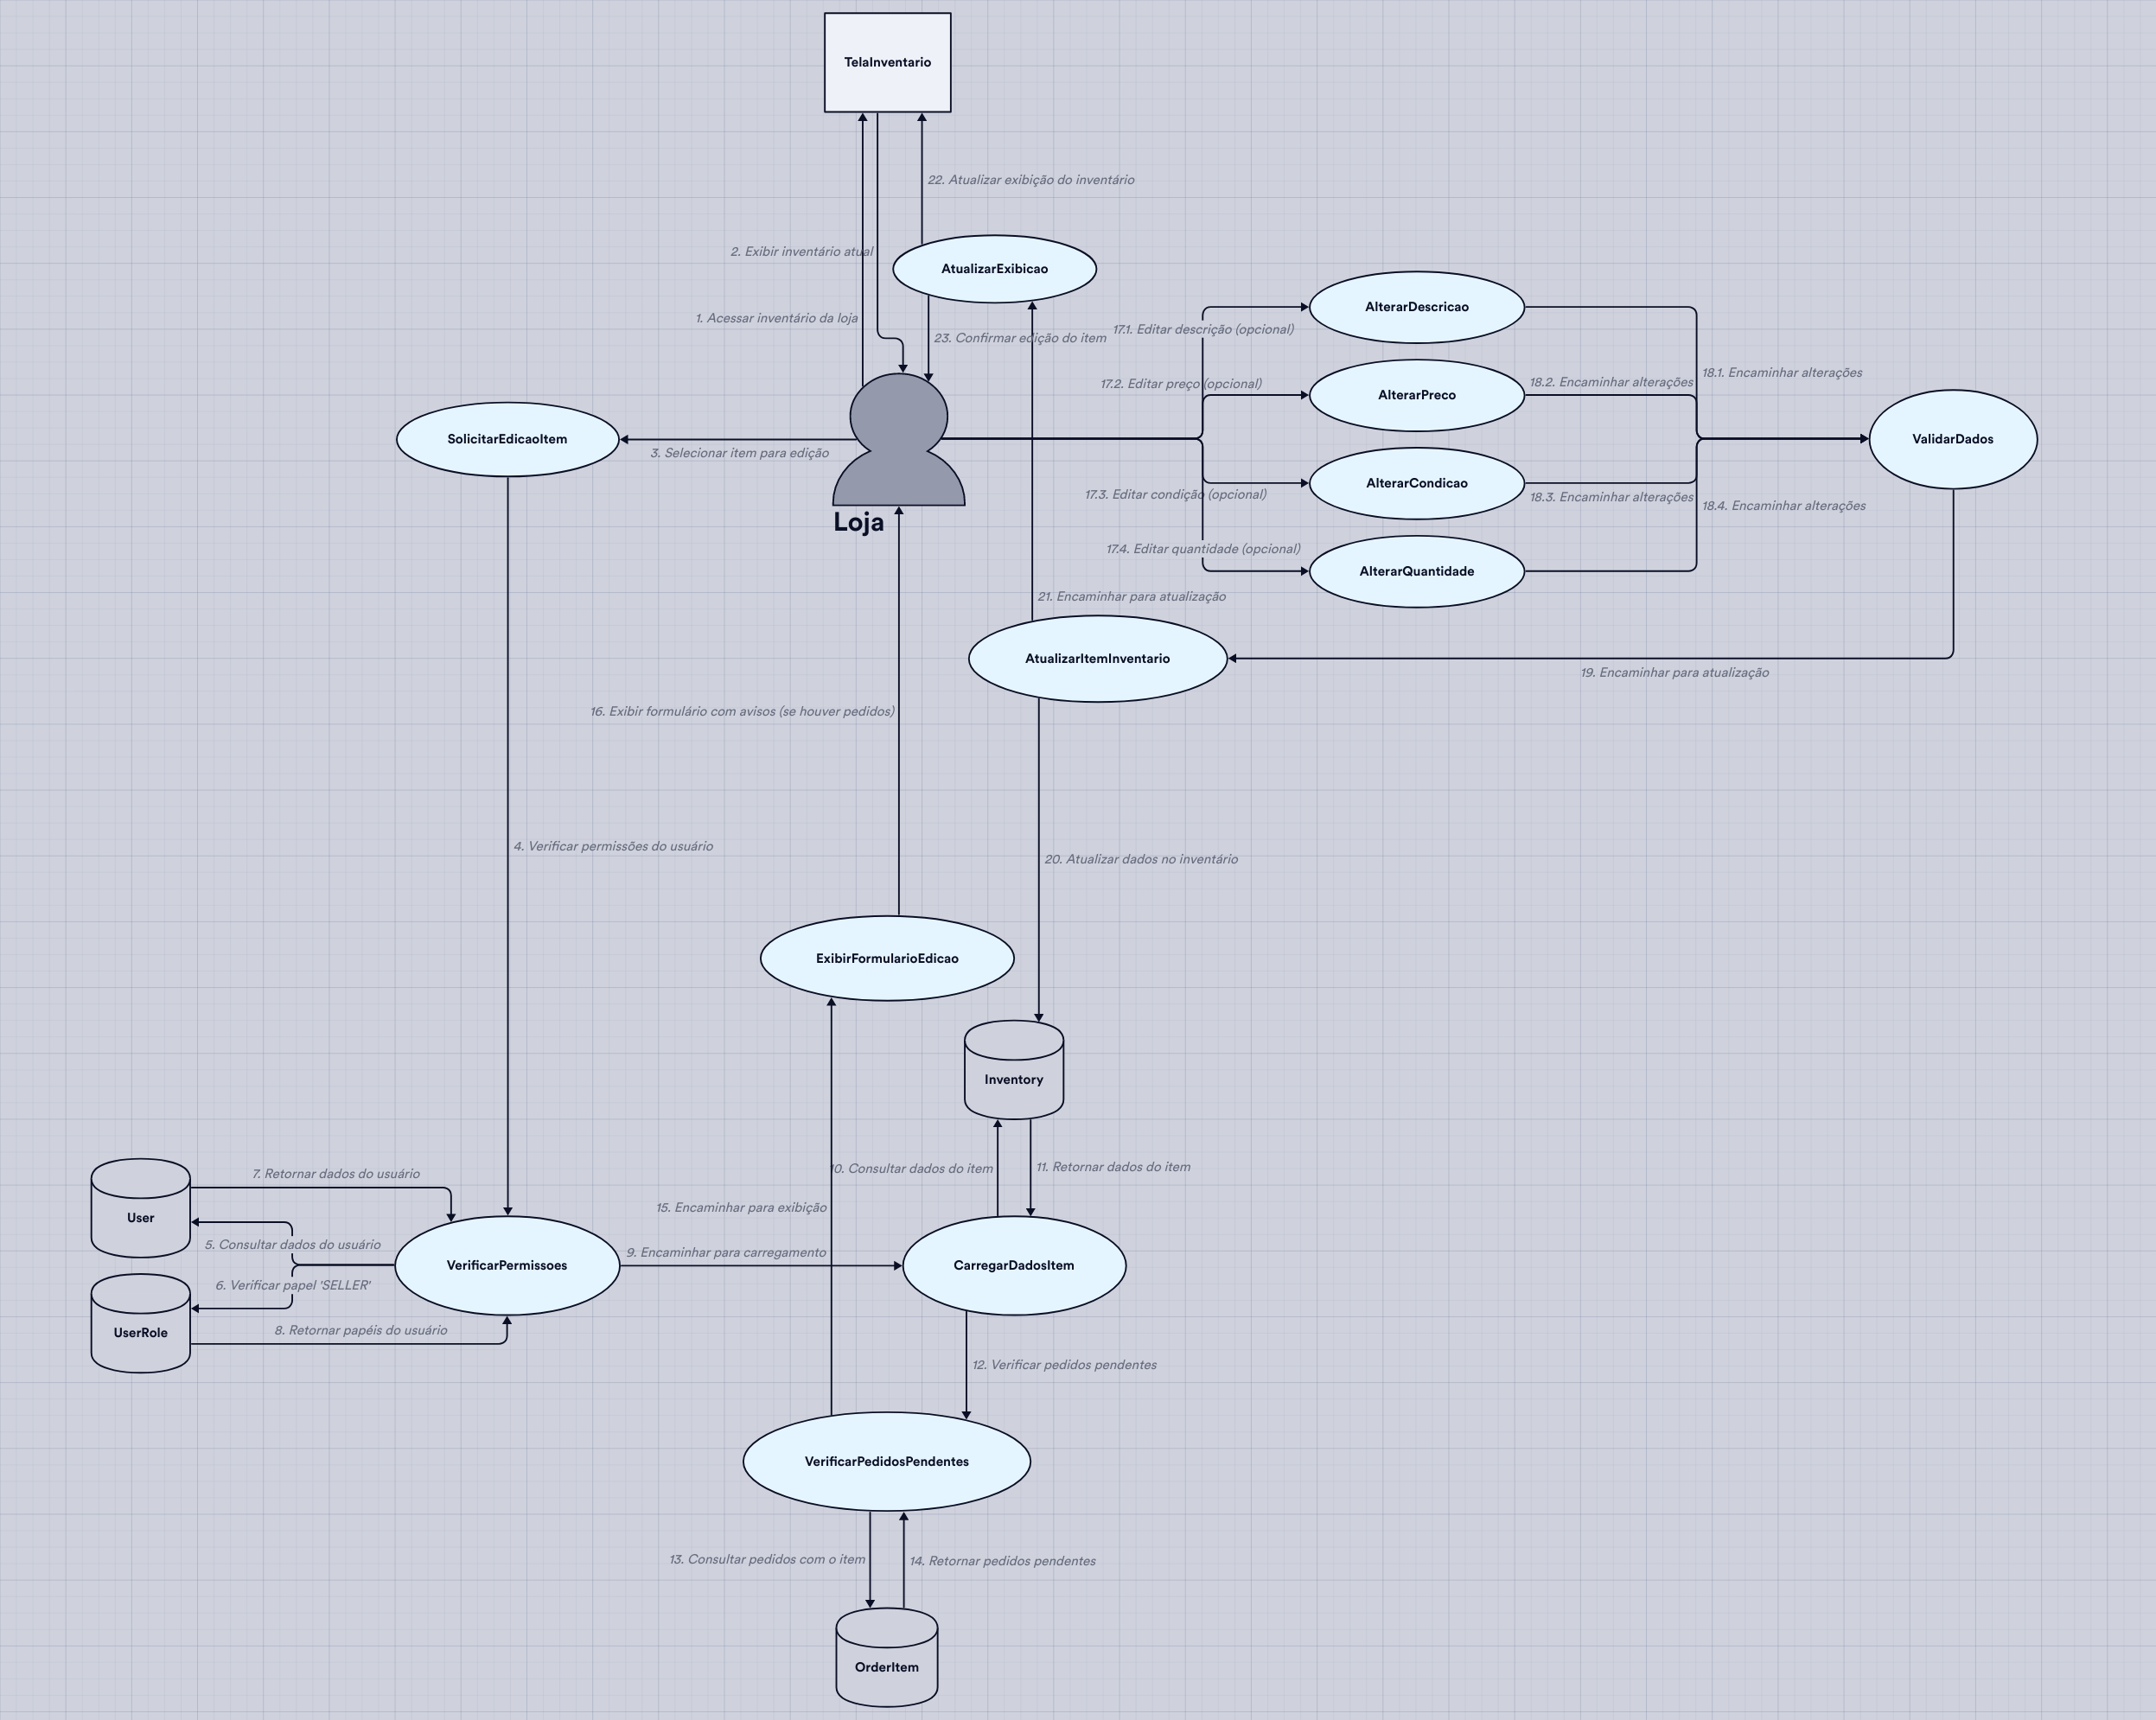 TelaInventario
22. Atualizar exibição do inventário
2. Exibir inventário atual
AtualizarExibicao
1. Acessar inventário da loja
23. Confirmar edição do item
AlterarDescricao
17.1. Editar descrição (opcional)
17.2. Editar preço (opcional)
AlterarPreco
18.2. Encaminhar alterações
18.1. Encaminhar alterações
SolicitarEdicaoItem
3. Selecionar item para edição
ValidarDados
17.3. Editar condição (opcional)
AlterarCondicao
18.3. Encaminhar alterações
18.4. Encaminhar alterações
Loja
17.4. Editar quantidade (opcional)
AlterarQuantidade
21. Encaminhar para atualização
AtualizarItemInventario
19. Encaminhar para atualização
16. Exibir formulário com avisos (se houver pedidos)
4. Verificar permissões do usuário
20. Atualizar dados no inventário
ExibirFormularioEdicao
Inventory
10. Consultar dados do item
11. Retornar dados do item
7. Retornar dados do usuário
15. Encaminhar para exibição
User
5. Consultar dados do usuário
9. Encaminhar para carregamento
VerificarPermissoes
CarregarDadosItem
6. Verificar papel 'SELLER'
UserRole
8. Retornar papéis do usuário
12. Verificar pedidos pendentes
VerificarPedidosPendentes
13. Consultar pedidos com o item
14. Retornar pedidos pendentes
OrderItem